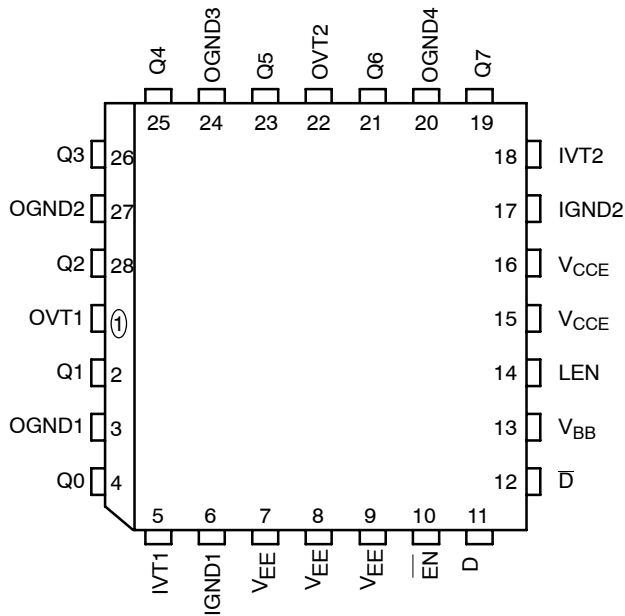 Q4 OGND3 Q5 OVT2 Q6 OGND4 Q7
25 24 23 22 21 20 19
Q3 26 18 IVT2
OGND2 27 17 IGND2
Q2 28 16 VCCE
OVT1 1 15 VCCE
Q1 2 14 LEN
OGND1 3 13 VBB
Q0 4 12 D̅
5 6 7 8 9 10 11
IVT1 IGND1 VEE VEE VEE E̅N̅ D